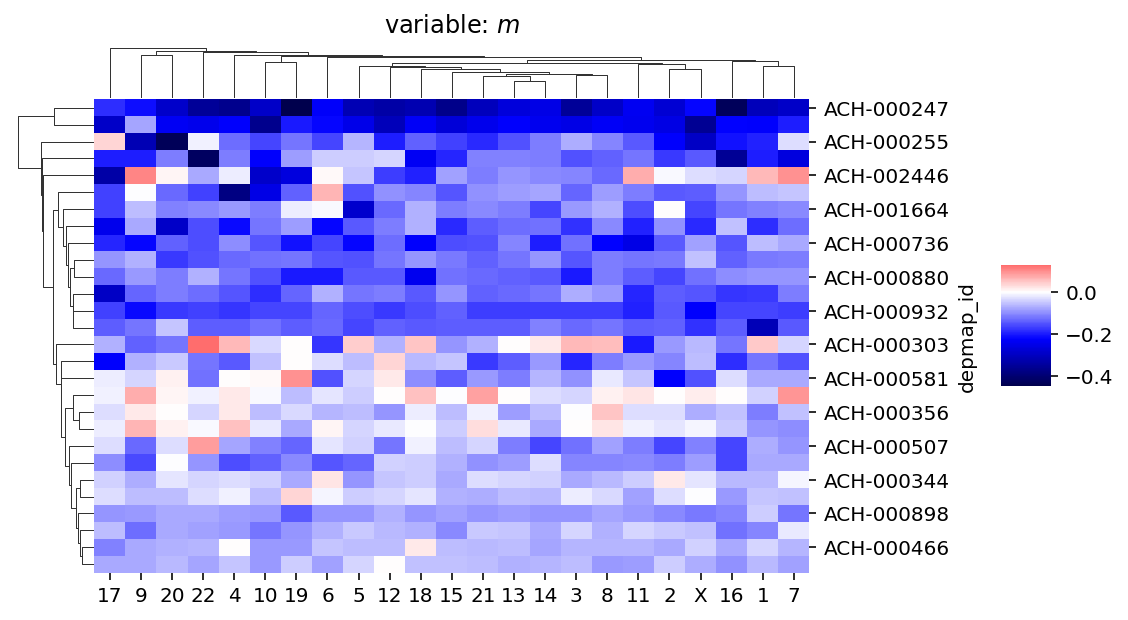 variable: m
ACH-000247
ACH-000255
ACH-002446
ACH-001664
ACH-000736
ACH-000880
ACH-000932
ACH-000303
ACH-000581
ACH-000356
ACH-000507
ACH-000344
ACH-000898
ACH-000466
depmap_id
0.0
−0.2
−0.4
17 9 20 22 4 10 19 6 5 12 18 15 21 13 14 3 8 11 2 X 16 1 7